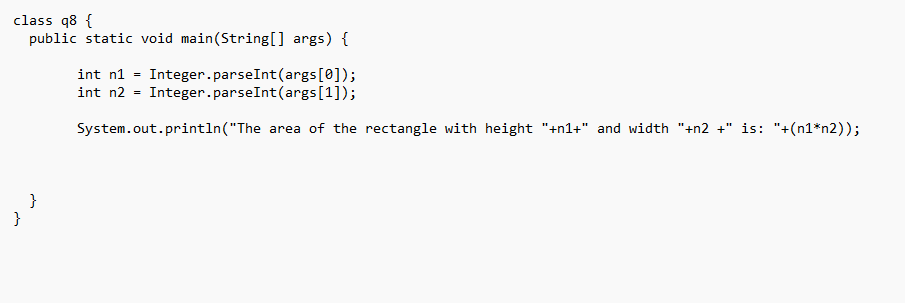 class q8 {
public static void main(String[] args) {
int n1 = Integer.parseInt(args[0]);
int n2 = Integer.parseInt(args[1]);
System.out.println("The area of the rectangle with height "+n1+" and width "+n2 +" is: "+(n1*n2));
}
}